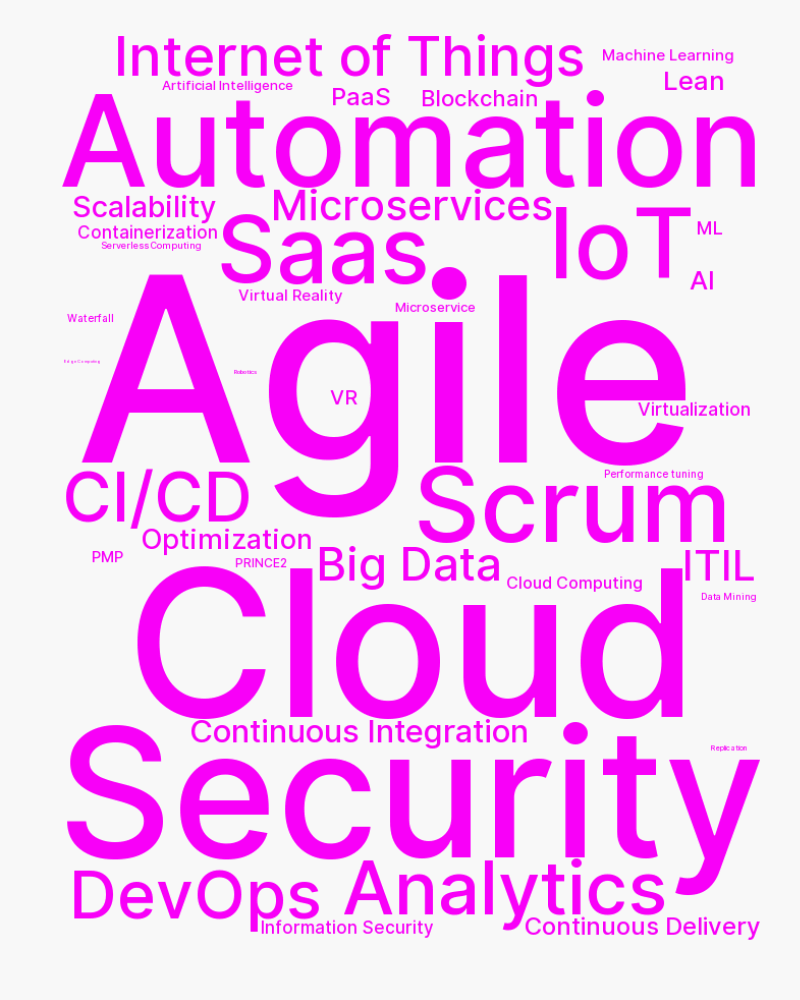 Internet of Things
Machine Learning
Artificial Intelligence
PaaS
Blockchain
Lean
Automation
Scalability
Microservices
Containerization
Serverless Computing
Saas
IoT
ML
AI
Virtual Reality
Microservice
Waterfall
Agile
Edge Computing
Robotics
VR
Virtualization
CI/CD
Scrum
Performance tuning
Optimization
PMP
PRINCE2
Big Data
ITIL
Cloud Computing
Data Mining
Cloud
Continuous Integration
Security
Replication
DevOps
Analytics
Information Security
Continuous Delivery